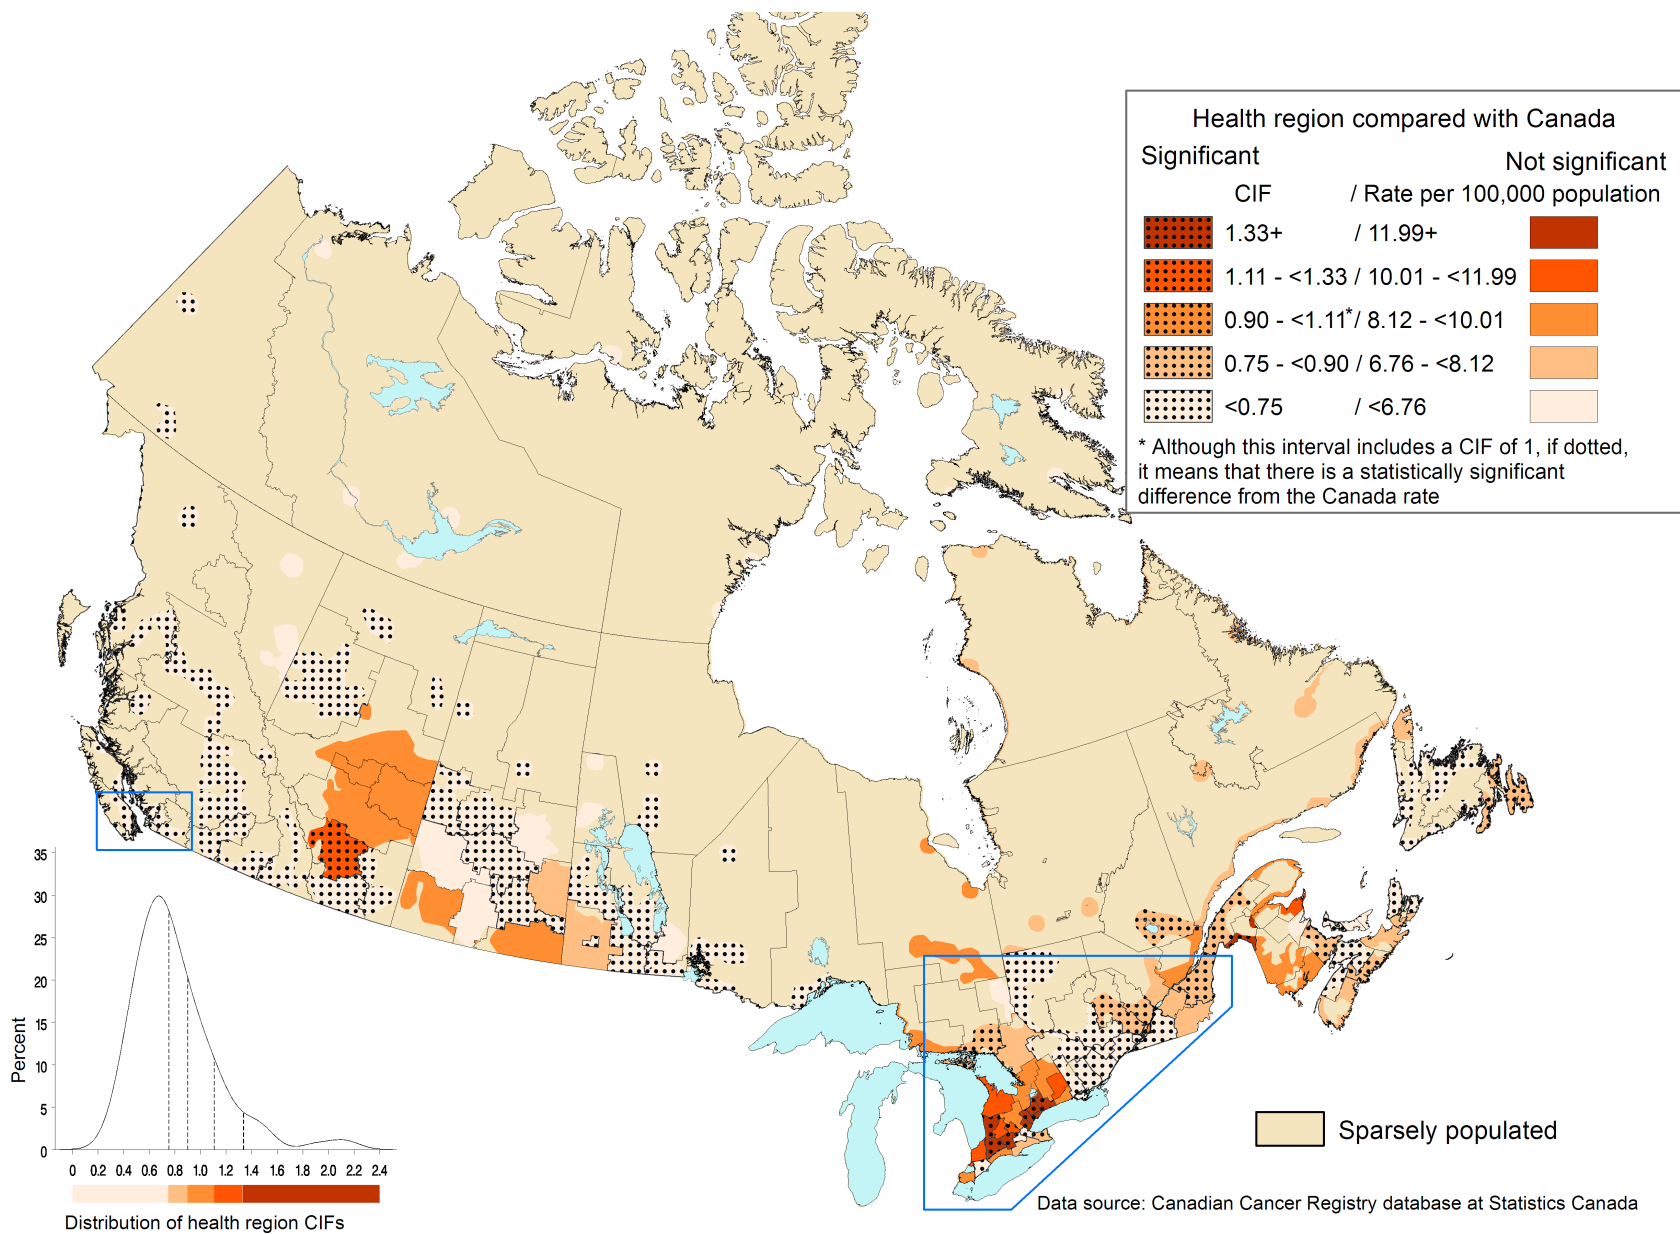 Health region compared with Canada
Significant
Not significant
CIF / Rate per 100,000 population
1.33+ / 11.99+
1.11 - <1.33 / 10.01 - <11.99
0.90 - <1.11* / 8.12 - <10.01
0.75 - <0.90 / 6.76 - <8.12
<0.75 / <6.76
* Although this interval includes a CIF of 1, if dotted,
it means that there is a statistically significant
difference from the Canada rate
35
30
25
20
15
10
5
0
Percent
0 0.2 0.4 0.6 0.8 1.0 1.2 1.4 1.6 1.8 2.0 2.2 2.4
Distribution of health region CIFs
Sparsely populated
Data source: Canadian Cancer Registry database at Statistics Canada